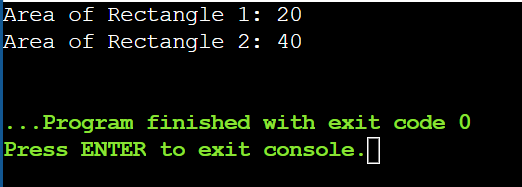 Area of Rectangle 1: 20
Area of Rectangle 2: 40
...Program finished with exit code 0
Press ENTER to exit console.